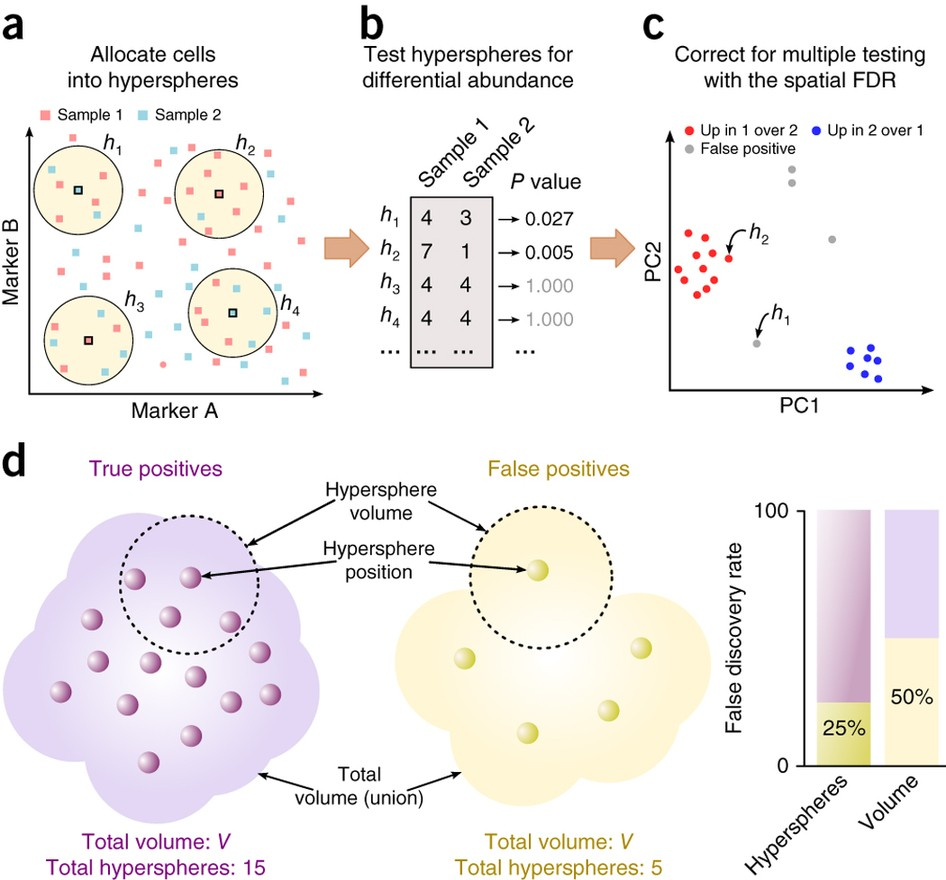 a
Allocate cells
into hyperspheres
Sample 1
Sample 2
h1
h2
h3
h4
Marker B
Marker A
b
Test hyperspheres for
differential abundance
Sample 1
Sample 2
P value
h1 4 3 0.027
h2 7 1 0.005
h3 4 4 1.000
h4 4 4 1.000
... ... ... ...
c
Correct for multiple testing
with the spatial FDR
Up in 1 over 2
Up in 2 over 1
False positive
h2
h1
PC2
PC1
d
True positives
False positives
Hypersphere
volume
Hypersphere
position
Total
volume (union)
Total volume: V
Total hyperspheres: 15
Total volume: V
Total hyperspheres: 5
False discovery rate
100
0
25%
50%
Hyperspheres
Volume